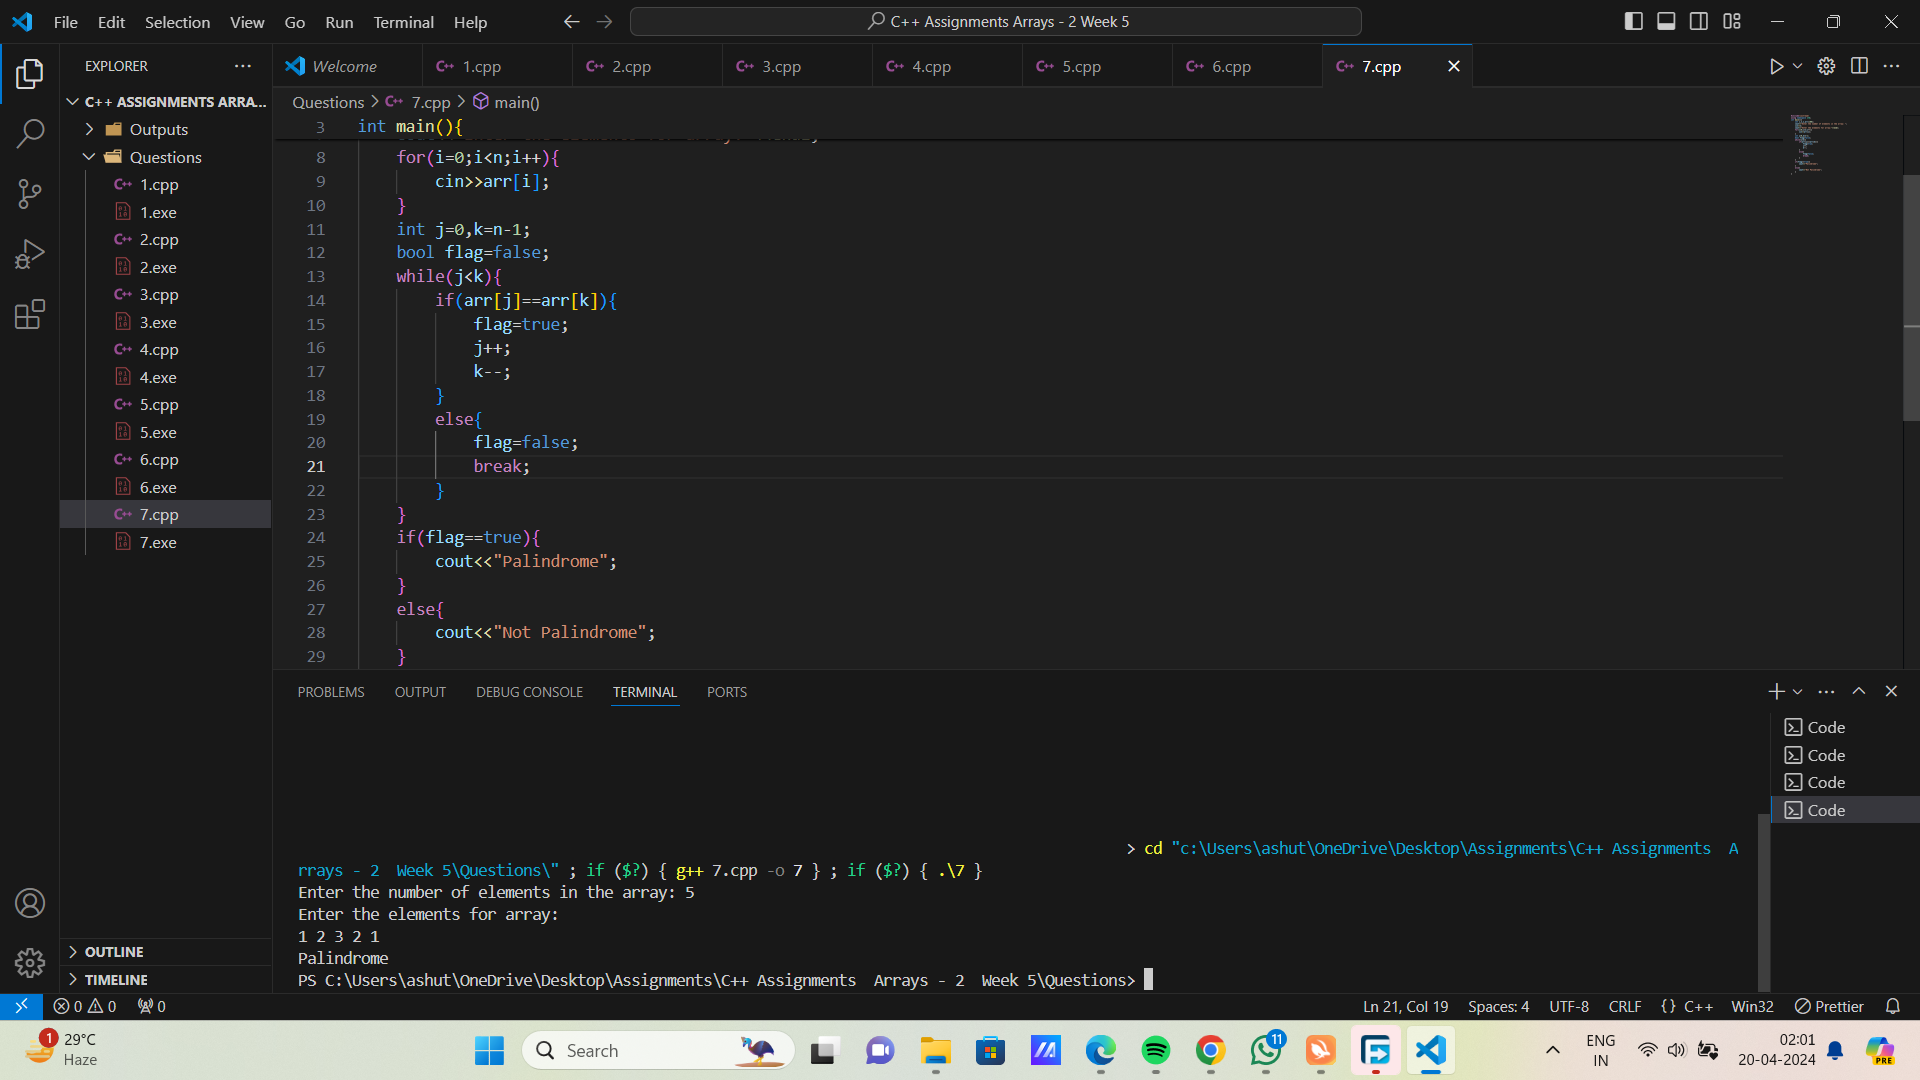 File Edit Selection View Go Run Terminal Help
C++ Assignments Arrays - 2 Week 5
EXPLORER
C++ ASSIGNMENTS ARRA...
Outputs
Questions
1.cpp
1.exe
2.cpp
2.exe
3.cpp
3.exe
4.cpp
4.exe
5.cpp
5.exe
6.cpp
6.exe
7.cpp
7.exe
OUTLINE
TIMELINE
Welcome 1.cpp 2.cpp 3.cpp 4.cpp 5.cpp 6.cpp 7.cpp
Questions > 7.cpp > main()
3 int main(){
8 for(i=0;i<n;i++){
9 cin>>arr[i];
10 }
11 int j=0,k=n-1;
12 bool flag=false;
13 while(j<k){
14 if(arr[j]==arr[k]){
15 flag=true;
16 j++;
17 k--;
18 }
19 else{
20 flag=false;
21 break;
22 }
23 }
24 if(flag==true){
25 cout<<"Palindrome";
26 }
27 else{
28 cout<<"Not Palindrome";
29 }
PROBLEMS OUTPUT DEBUG CONSOLE TERMINAL PORTS
Code
Code
Code
Code
> cd "c:\Users\ashut\OneDrive\Desktop\Assignments\C++ Assignments  A
rrays - 2  Week 5\Questions\" ; if ($?) { g++ 7.cpp -o 7 } ; if ($?) { .\7 }
Enter the number of elements in the array: 5
Enter the elements for array:
1 2 3 2 1
Palindrome
PS C:\Users\ashut\OneDrive\Desktop\Assignments\C++ Assignments  Arrays - 2  Week 5\Questions>
0 0 0 Ln 21, Col 19 Spaces: 4 UTF-8 CRLF {} C++ Win32 Prettier
1 29°C
Haze
Search
11
ENG
IN
02:01
20-04-2024
PRE